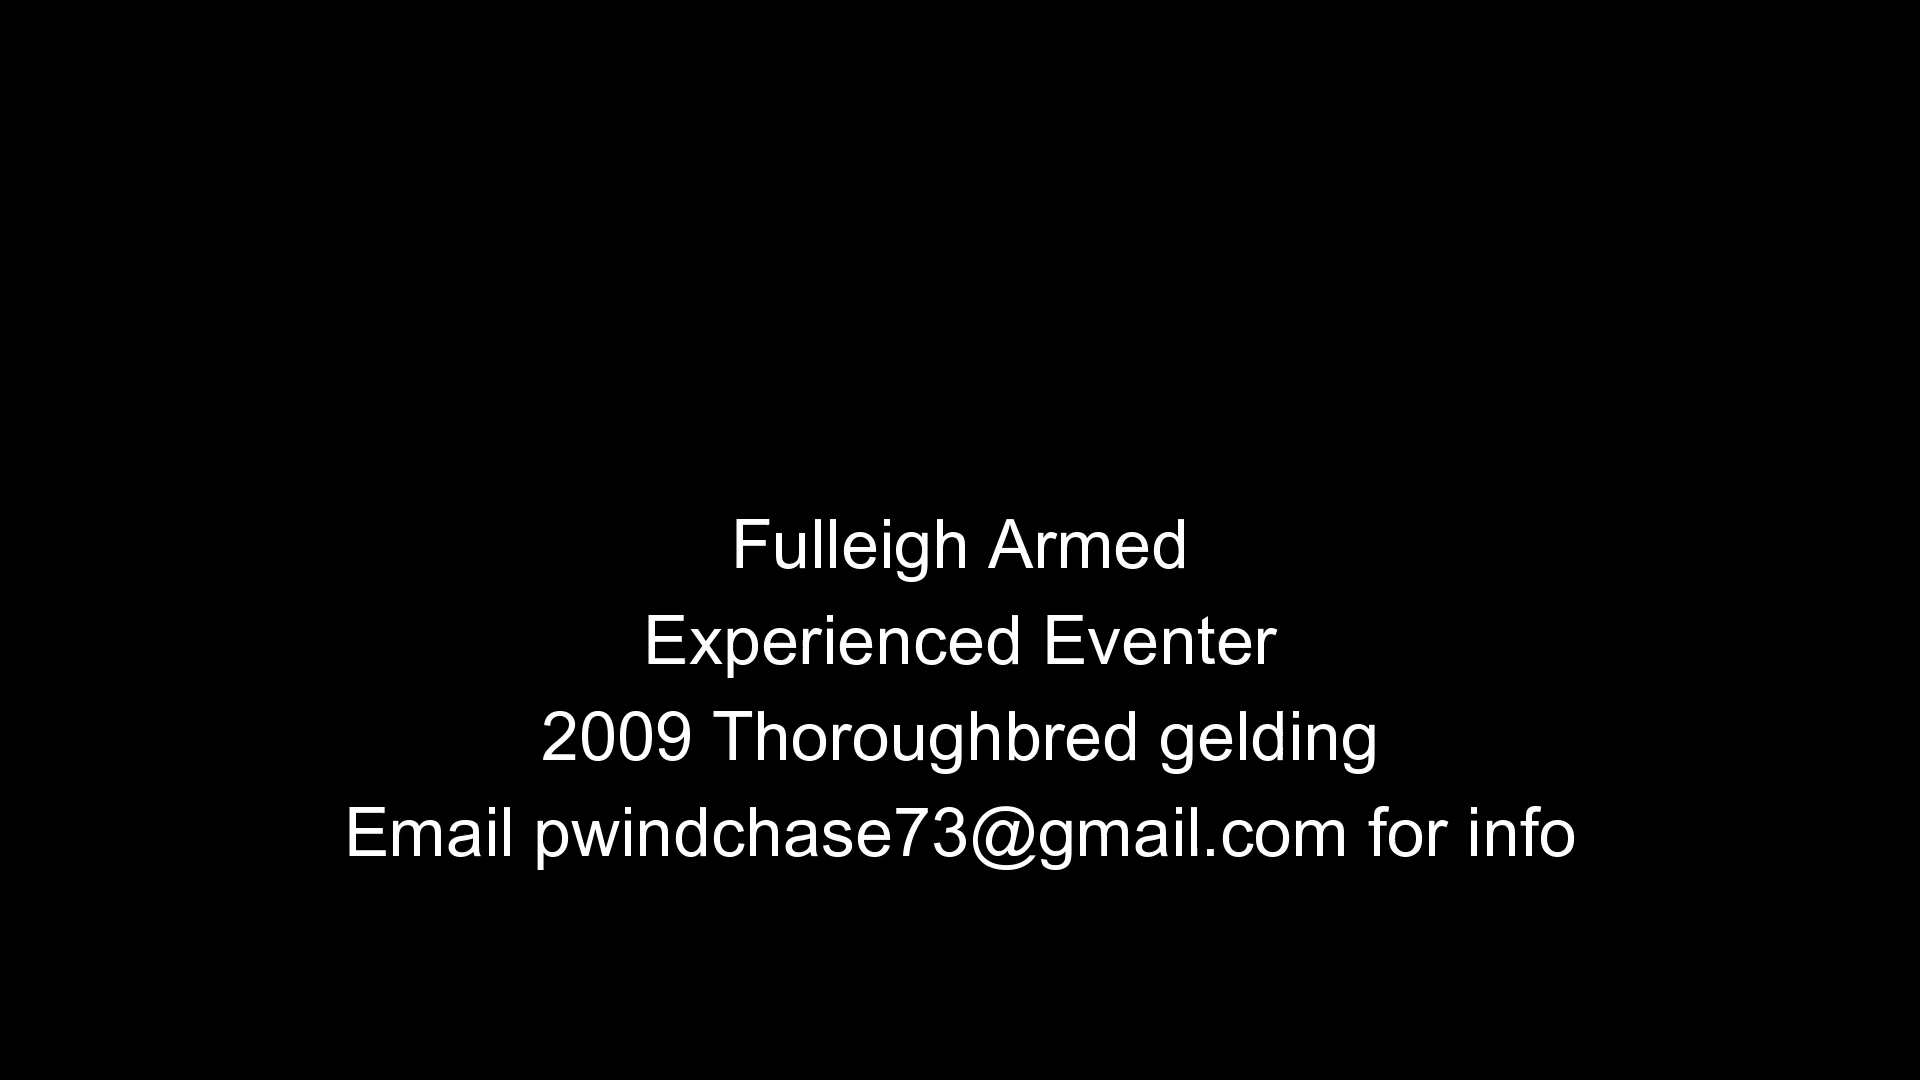 Fulleigh Armed
Experienced Eventer
2009 Thoroughbred gelding
Email pwindchase73@gmail.com for info